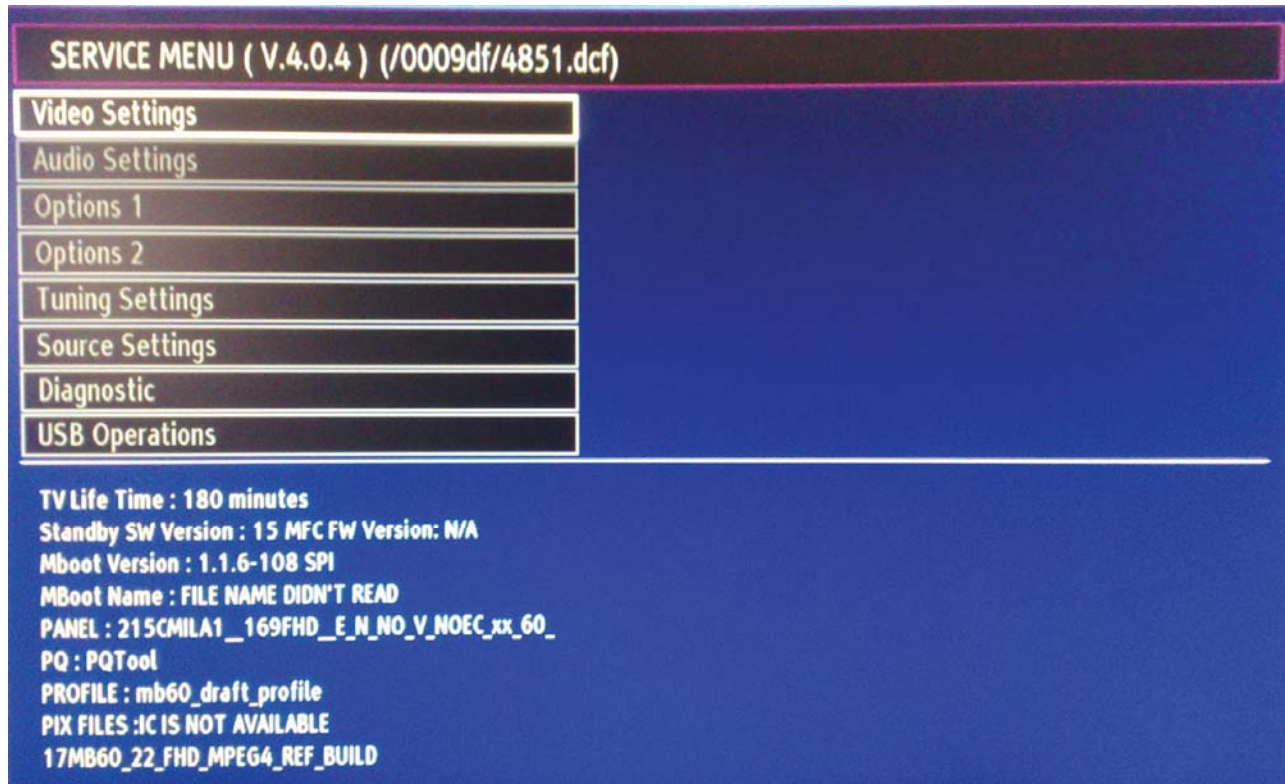 SERVICE MENU ( V.4.0.4 ) (/0009df/4851.dcf)
Video Settings
Audio Settings
Options 1
Options 2
Tuning Settings
Source Settings
Diagnostic
USB Operations
TV Life Time : 180 minutes
Standby SW Version : 15 MFC FW Version: N/A
Mboot Version : 1.1.6-108 SPI
MBoot Name : FILE NAME DIDN'T READ
PANEL : 215CMILA1__169FHD__E_N_NO_V_NOEC_xx_60_
PQ : PQTool
PROFILE : mb60_draft_profile
PIX FILES :IC IS NOT AVAILABLE
17MB60_22_FHD_MPEG4_REF_BUILD